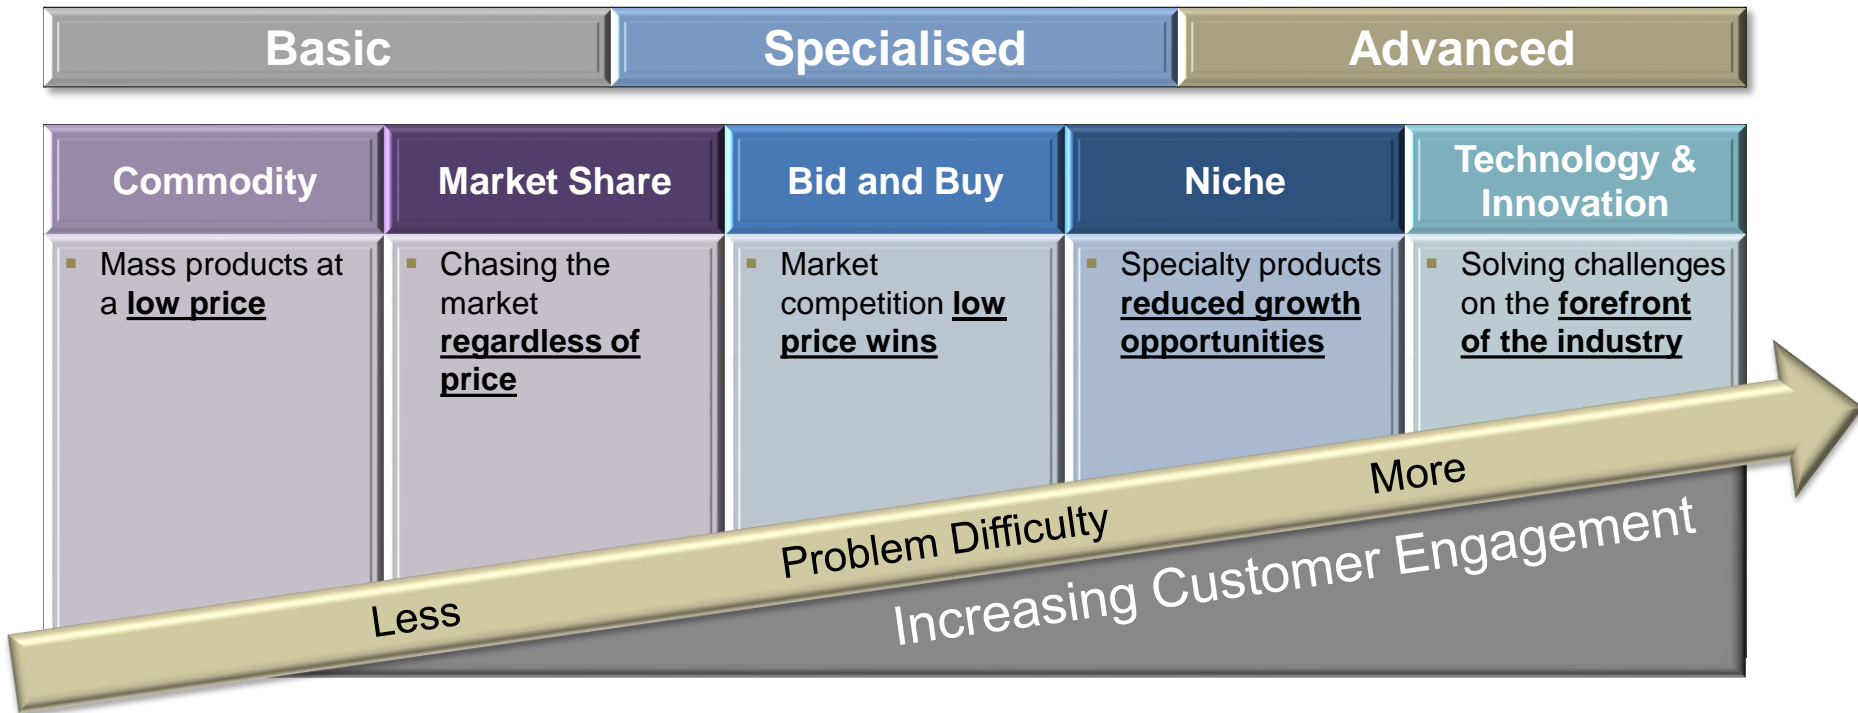 Basic
Specialised
Advanced
Commodity
Market Share
Bid and Buy
Niche
Technology &
Innovation
▪ Mass products at
a low price
▪ Chasing the
market
regardless of
price
▪ Market
competition low
price wins
▪ Specialty products
reduced growth
opportunities
▪ Solving challenges
on the forefront
of the industry
Less
Problem Difficulty
More
Increasing Customer Engagement